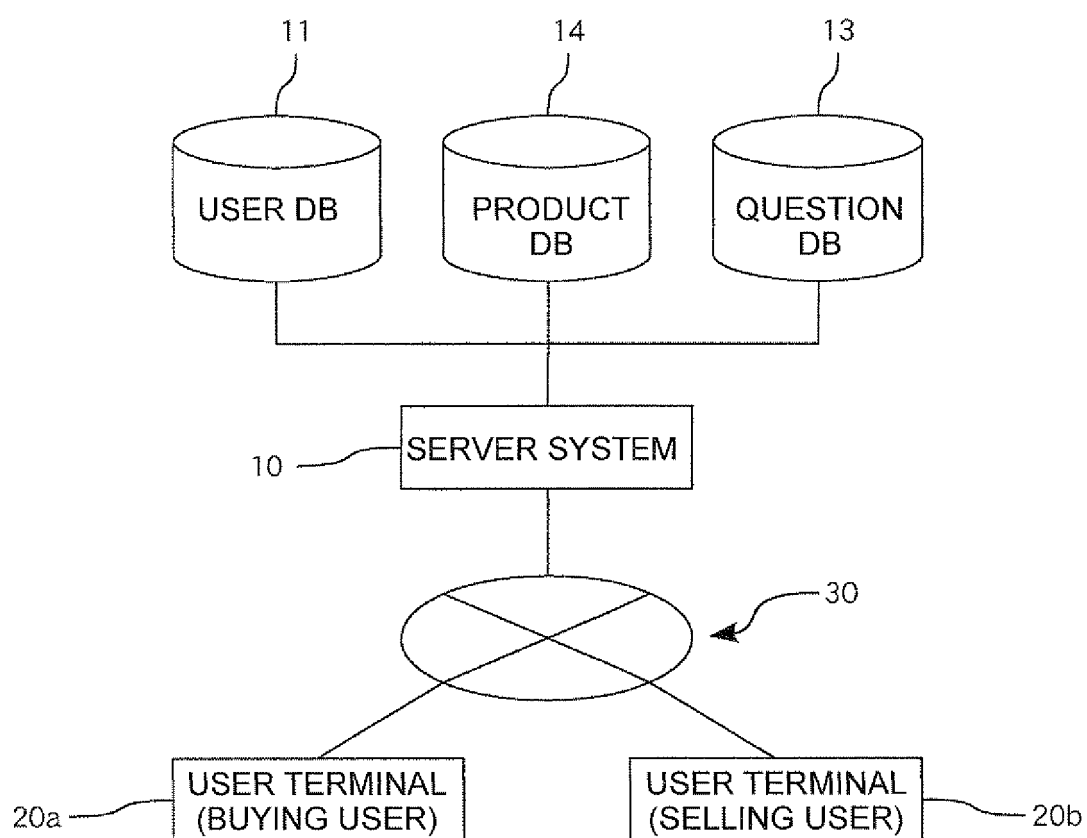 11
14
13
USER DB
PRODUCT
DB
QUESTION
DB
SERVER SYSTEM
10
30
USER TERMINAL
(BUYING USER)
20a
USER TERMINAL
(SELLING USER)
20b